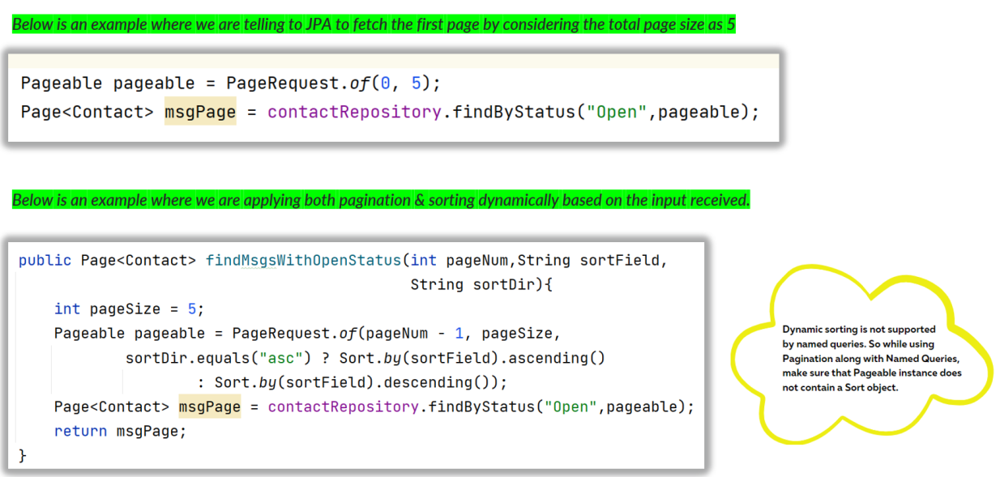 Below is an example where we are telling to JPA to fetch the first page by considering the total page size as 5
Pageable pageable = PageRequest.of(0, 5);
Page<Contact> msgPage = contactRepository.findByStatus("Open",pageable);
Below is an example where we are applying both pagination & sorting dynamically based on the input received.
public Page<Contact> findMsgsWithOpenStatus(int pageNum,String sortField,
String sortDir){
int pageSize = 5;
Pageable pageable = PageRequest.of(pageNum - 1, pageSize,
sortDir.equals("asc") ? Sort.by(sortField).ascending()
: Sort.by(sortField).descending());
Page<Contact> msgPage = contactRepository.findByStatus("Open",pageable);
return msgPage;
}
Dynamic sorting is not supported
by named queries. So while using
Pagination along with Named Queries,
make sure that Pageable instance does
not contain a Sort object.